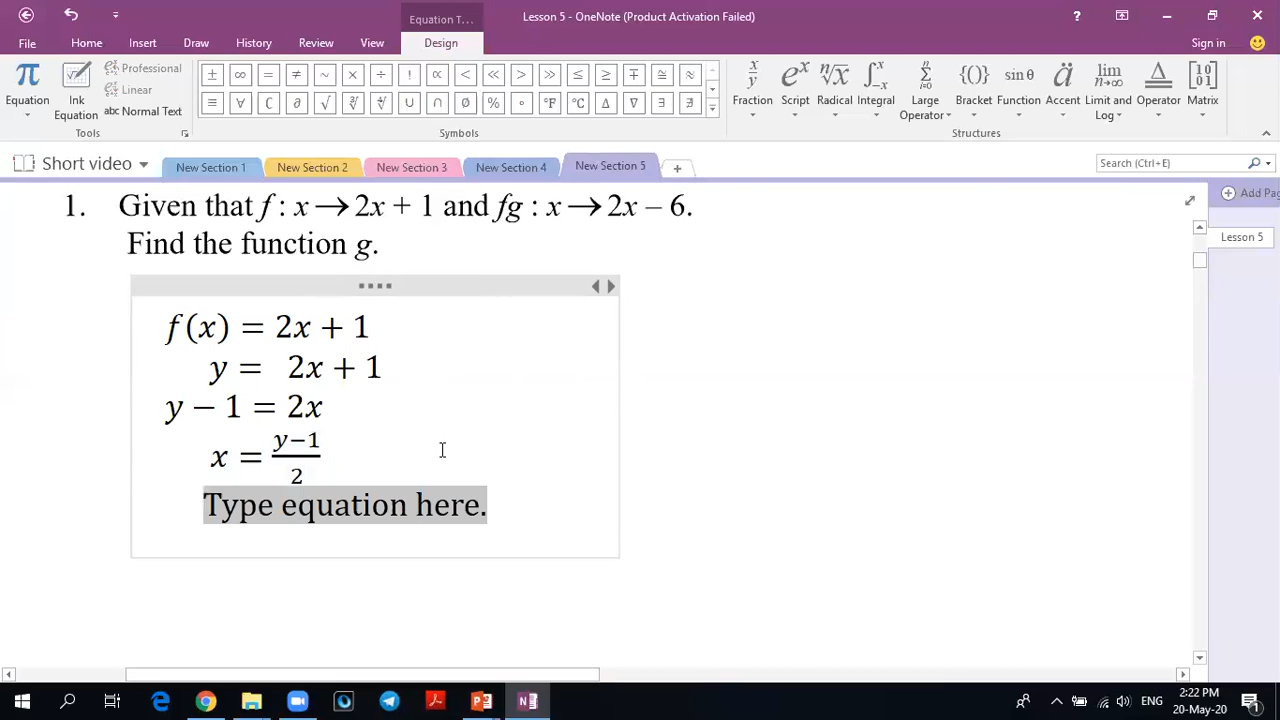 Equation T... Lesson 5 - OneNote (Product Activation Failed) ?
File Home Insert Draw History Review View Design Sign in
π Equation
Ink Equation
Professional
Linear
abc Normal Text
Tools
± ∞ = ≠ ~ × ÷ ! ∝ < ≪ > ≫ ≤ ≥ ∓ ≅ ≈
≡ ∀ ∁ ∂ √ ∛ ∜ ∪ ∩ ∅ % ° °F °C ∆ ∇ ∃ ∄
Symbols
Fraction Script Radical Integral Large Operator Bracket Function Accent Limit and Log Operator Matrix
Structures
Short video New Section 1 New Section 2 New Section 3 New Section 4 New Section 5 + Search (Ctrl+E)
Add Pag
Lesson 5
1. Given that f : x → 2x + 1 and fg : x → 2x – 6.
Find the function g.
f(x) = 2x + 1
y = 2x + 1
y − 1 = 2x
x = y−1/2
Type equation here.
ENG 2:22 PM
20-May-20 1